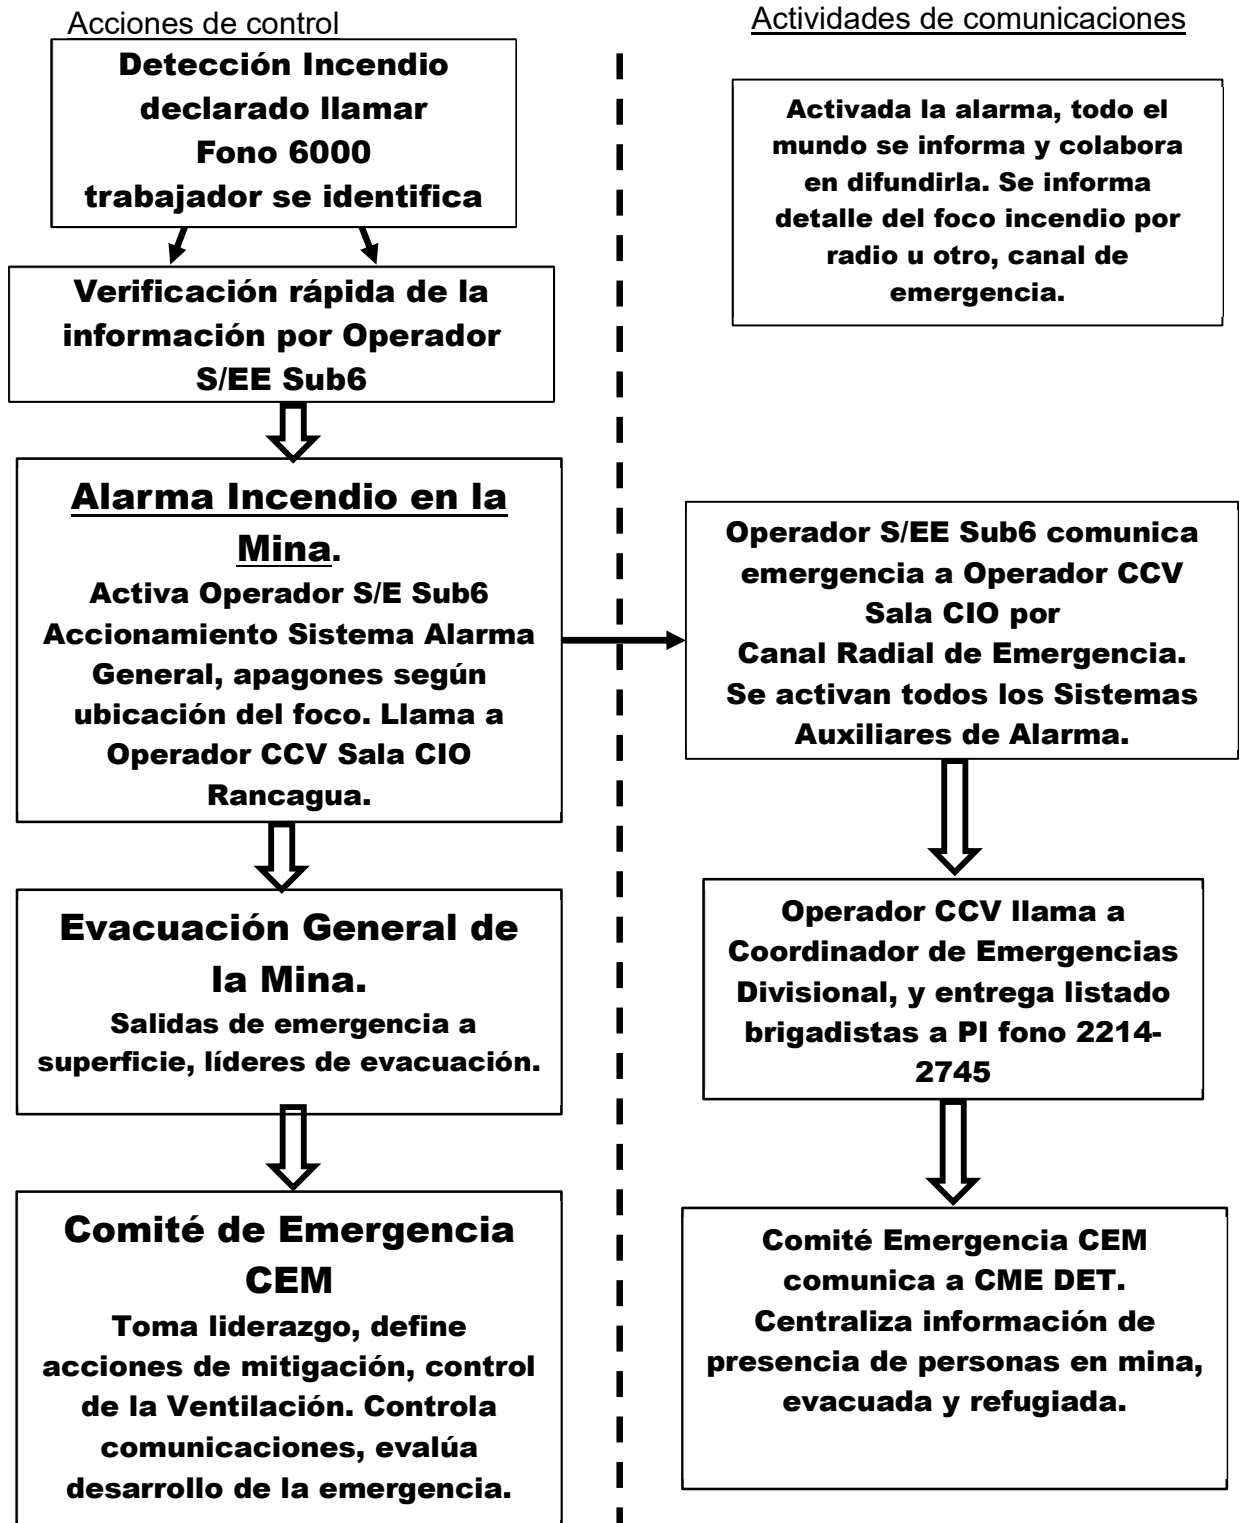 Acciones de control
Detección Incendio
declarado llamar
Fono 6000
trabajador se identifica
Verificación rápida de la
información por Operador
S/EE Sub6
Alarma Incendio en la
Mina.
Activa Operador S/E Sub6
Accionamiento Sistema Alarma
General, apagones según
ubicación del foco. Llama a
Operador CCV Sala CIO
Rancagua.
Evacuación General de
la Mina.
Salidas de emergencia a
superficie, líderes de evacuación.
Comité de Emergencia
CEM
Toma liderazgo, define
acciones de mitigación, control
de la Ventilación. Controla
comunicaciones, evalúa
desarrollo de la emergencia.
Actividades de comunicaciones
Activada la alarma, todo el
mundo se informa y colabora
en difundirla. Se informa
detalle del foco incendio por
radio u otro, canal de
emergencia.
Operador S/EE Sub6 comunica
emergencia a Operador CCV
Sala CIO por
Canal Radial de Emergencia.
Se activan todos los Sistemas
Auxiliares de Alarma.
Operador CCV llama a
Coordinador de Emergencias
Divisional, y entrega listado
brigadistas a PI fono 2214-
2745
Comité Emergencia CEM
comunica a CME DET.
Centraliza información de
presencia de personas en mina,
evacuada y refugiada.